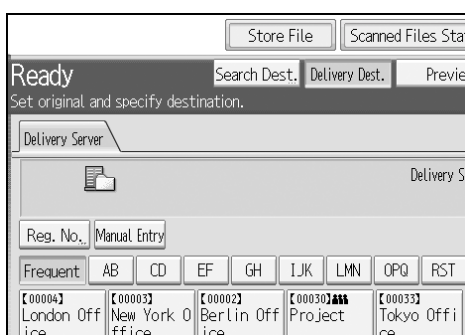 Store File Scanned Files Sta
Ready Search Dest. Delivery Dest. Previe
Set original and specify destination.
Delivery Server
Delivery S
Reg. No. Manual Entry
Frequent AB CD EF GH IJK LMN OPQ RST
【00004】 【00003】 【00002】 【00030】 【00033】
London Off New York O Berlin Off Project Tokyo Offi
ice ffice ice ce